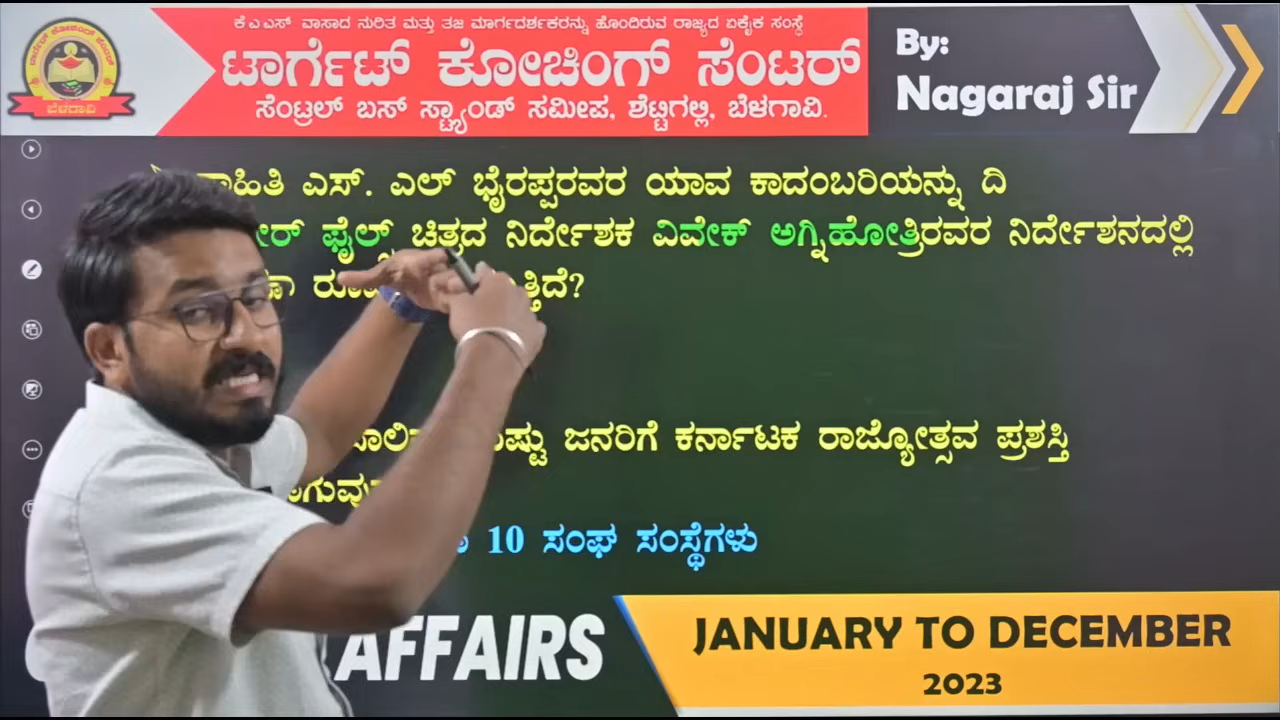 ಕೆ ಎ ಎಸ್ ವಾಸಾದ ನುರಿತ ಮತ್ತು ತಜ್ಞ ಮಾರ್ಗದರ್ಶಕರನ್ನು ಹೊಂದಿರುವ ರಾಜ್ಯದ ಏಕೈಕ ಸಂಸ್ಥೆ
ಟಾರ್ಗೆಟ್ ಕೋಚಿಂಗ್ ಸೆಂಟರ್
ಸೆಂಟ್ರಲ್ ಬಸ್ ಸ್ಟ್ಯಾಂಡ್ ಸಮೀಪ, ಶೆಟ್ಟಿಗಲ್ಲಿ, ಬೆಳಗಾವಿ.
ಬೆಳಗಾವಿ
By:
Nagaraj Sir
ಎಸ್. ಎಲ್ ಭೈರಪ್ಪರವರ ಯಾವ ಕಾದಂಬರಿಯನ್ನು ದಿ
ಫೈಲ್ಸ್ ಚಿತ್ರದ ನಿರ್ದೇಶಕ ವಿವೇಕ್ ಅಗ್ನಿಹೋತ್ರಿರವರ ನಿರ್ದೇಶನದಲ್ಲಿ
ಜನರಿಗೆ ಕರ್ನಾಟಕ ರಾಜ್ಯೋತ್ಸವ ಪ್ರಶಸ್ತಿ
10 ಸಂಘ ಸಂಸ್ಥೆಗಳು
AFFAIRS
JANUARY TO DECEMBER
2023